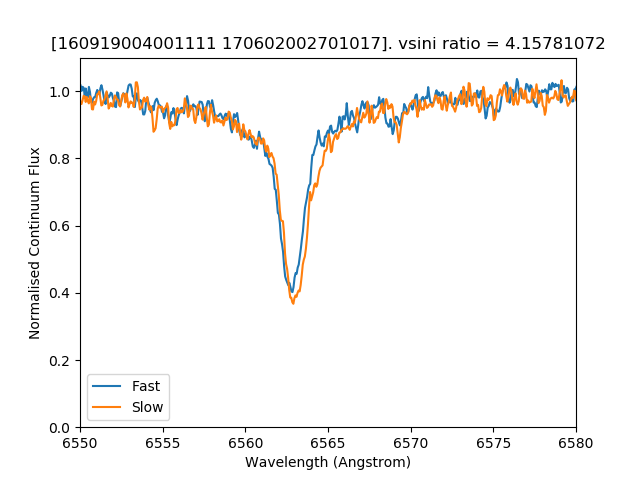 [160919004001111 170602002701017]. vsini ratio = 4.15781072
1.0
0.8
0.6
0.4
0.2
0.0
Normalised Continuum Flux
Fast
Slow
6550 6555 6560 6565 6570 6575 6580
Wavelength (Angstrom)